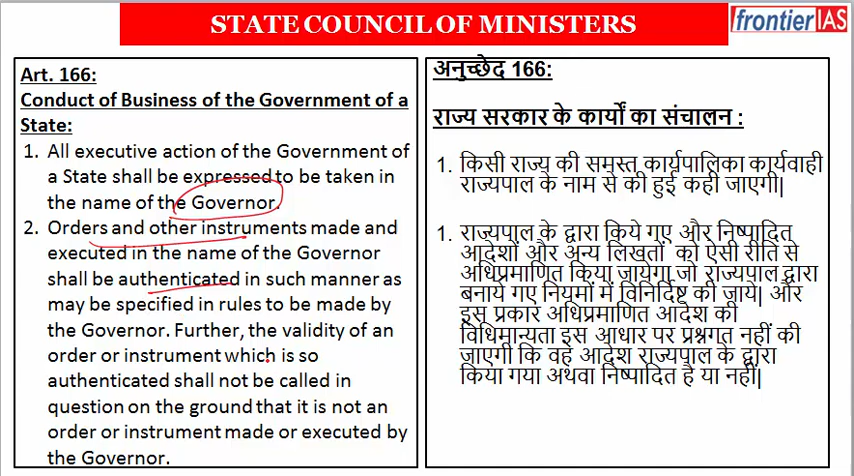 STATE COUNCIL OF MINISTERS
frontier IAS
Art. 166:
Conduct of Business of the Government of a
State:
1. All executive action of the Government of
a State shall be expressed to be taken in
the name of the Governor.
2. Orders and other instruments made and
executed in the name of the Governor
shall be authenticated in such manner as
may be specified in rules to be made by
the Governor. Further, the validity of an
order or instrument which is so
authenticated shall not be called in
question on the ground that it is not an
order or instrument made or executed by
the Governor.
अनुच्छेद 166:
राज्य सरकार के कार्यों का संचालन :
1. किसी राज्य की समस्त कार्यपालिका कार्यवाही
राज्यपाल के नाम से की हुई कही जाएगी|
1. राज्यपाल के द्वारा किये गए और निष्पादित
आदेशों और अन्य लिखतों को ऐसी रीति से
अधिप्रमाणित किया जायेगा जो राज्यपाल द्वारा
बनाये गए नियमों में विनिर्दिष्ट की जाये| और
इस प्रकार अधिप्रमाणित आदेश की
विधिमान्यता इस आधार पर प्रश्नगत नहीं की
जाएगी कि वह आदेश राज्यपाल के द्वारा
किया गया अथवा निष्पादित है या नहीं|